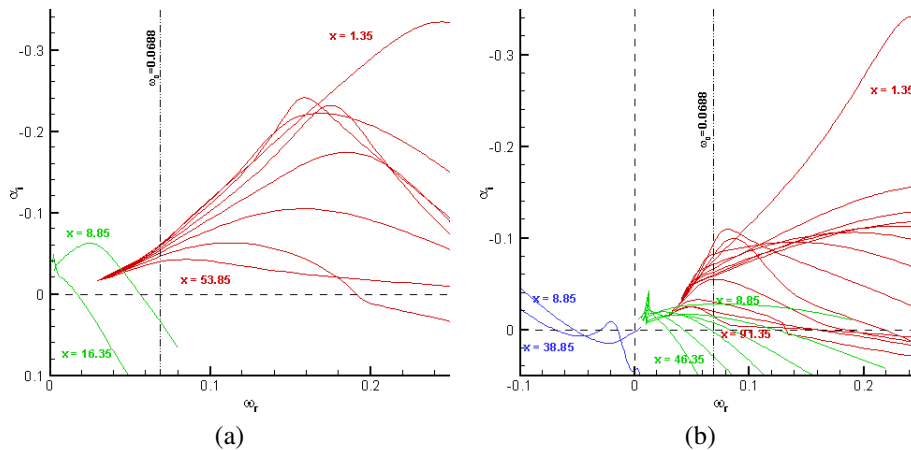 x = 1.35
ω₀=0.0688
x = 8.85
x = 53.85
x = 16.35
-0.3
-0.2
-0.1
0
0.1
αᵢ
0
0.1
0.2
ωᵣ
(a)
x = 1.35
ω₀=0.0688
x = 8.85
x = 8.85
x = 38.85
x = 91.35
x = 46.35
-0.3
-0.2
-0.1
0
αᵢ
-0.1
0
0.1
0.2
ωᵣ
(b)